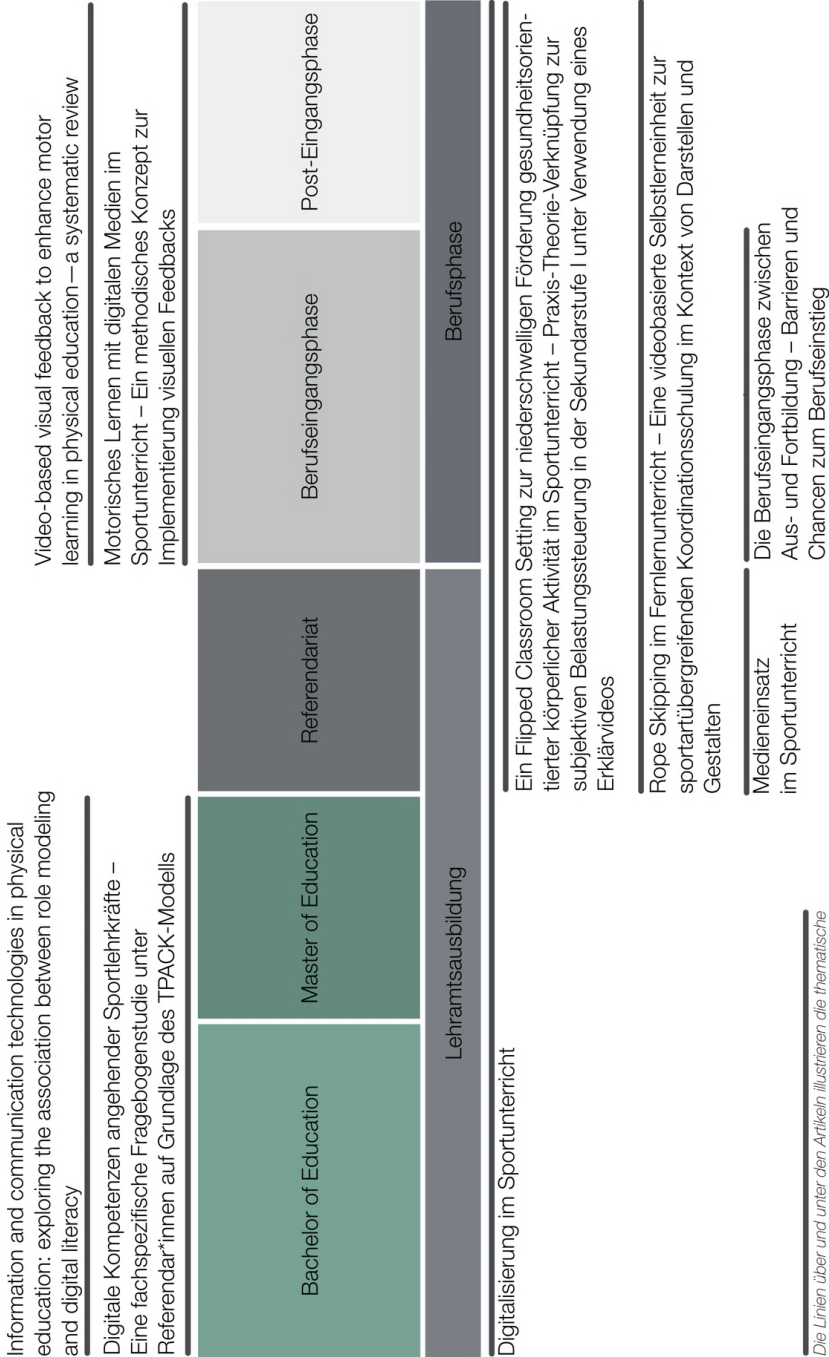 Information and communication technologies in physical
education: exploring the association between role modeling
and digital literacy
Digitale Kompetenzen angehender Sportlehrkräfte –
Eine fachspezifische Fragebogenstudie unter
Referendar*innen auf Grundlage des TPACK-Modells
Video-based visual feedback to enhance motor
learning in physical education—a systematic review
Motorisches Lernen mit digitalen Medien im
Sportunterricht – Ein methodisches Konzept zur
Implementierung visuellen Feedbacks
Bachelor of Education
Master of Education
Referendariat
Berufseingangsphase
Post-Eingangsphase
Lehramtsausbildung
Berufsphase
Digitalisierung im Sportunterricht
Ein Flipped Classroom Setting zur niederschwelligen Förderung gesundheitsorien-
tierter körperlicher Aktivität im Sportunterricht – Praxis-Theorie-Verknüpfung zur
subjektiven Belastungssteuerung in der Sekundarstufe I unter Verwendung eines
Erklärvideos
Rope Skipping im Fernlernunterricht – Eine videobasierte Selbstlerneinheit zur
sportartübergreifenden Koordinationsschulung im Kontext von Darstellen und
Gestalten
Medieneinsatz
im Sportunterricht
Die Berufseingangsphase zwischen
Aus- und Fortbildung – Barrieren und
Chancen zum Berufseinstieg
Die Linien über und unter den Artikeln illustrieren die thematische